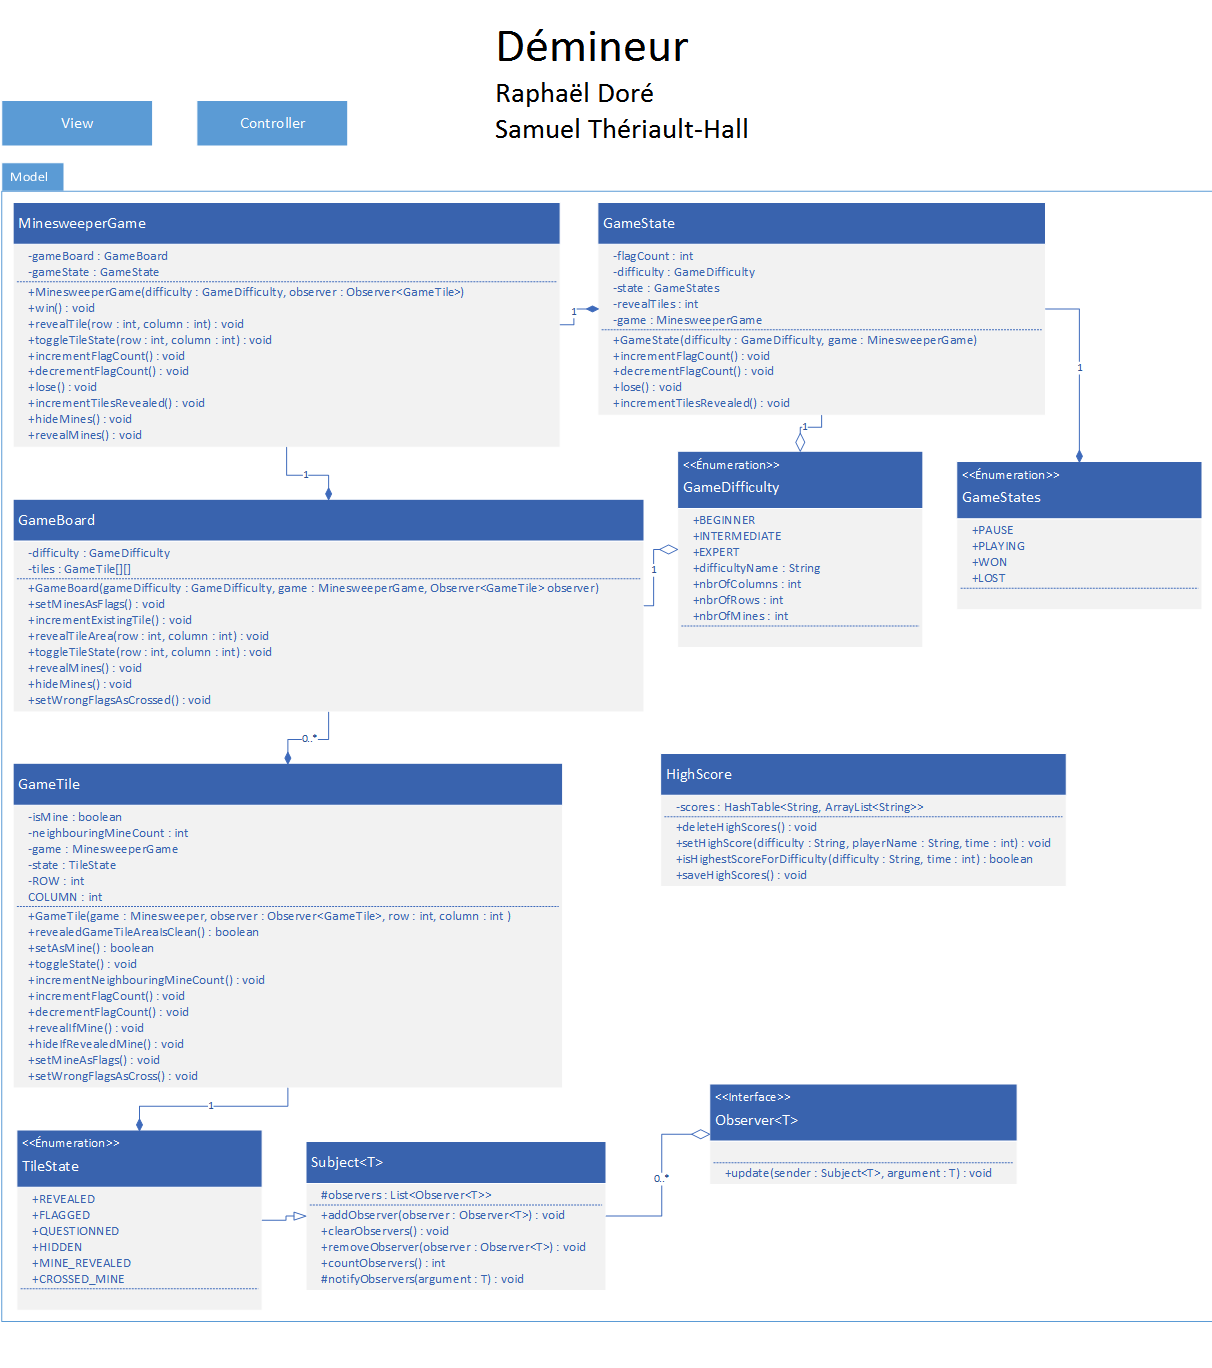 Démineur
Raphaël Doré
Samuel Thériault-Hall
View
Controller
Model
MinesweeperGame
-gameBoard : GameBoard
-gameState : GameState
+MinesweeperGame(difficulty : GameDifficulty, observer : Observer<GameTile>)
+win() : void
+revealTile(row : int, column : int) : void
+toggleTileState(row : int, column : int) : void
+incrementFlagCount() : void
+decrementFlagCount() : void
+lose() : void
+incrementTilesRevealed() : void
+hideMines() : void
+revealMines() : void
1
GameState
-flagCount : int
-difficulty : GameDifficulty
-state : GameStates
-revealTiles : int
-game : MinesweeperGame
+GameState(difficulty : GameDifficulty, game : MinesweeperGame)
+incrementFlagCount() : void
+decrementFlagCount() : void
+lose() : void
+incrementTilesRevealed() : void
1
1
1
GameBoard
-difficulty : GameDifficulty
-tiles : GameTile[][]
+GameBoard(gameDifficulty : GameDifficulty, game : MinesweeperGame, Observer<GameTile> observer)
+setMinesAsFlags() : void
+incrementExistingTile() : void
+revealTileArea(row : int, column : int) : void
+toggleTileState(row : int, column : int) : void
+revealMines() : void
+hideMines() : void
+setWrongFlagsAsCrossed() : void
1
<<Énumeration>>
GameDifficulty
+BEGINNER
+INTERMEDIATE
+EXPERT
+difficultyName : String
+nbrOfColumns : int
+nbrOfRows : int
+nbrOfMines : int
<<Énumeration>>
GameStates
+PAUSE
+PLAYING
+WON
+LOST
0..*
GameTile
-isMine : boolean
-neighbouringMineCount : int
-game : MinesweeperGame
-state : TileState
-ROW : int
COLUMN : int
+GameTile(game : Minesweeper, observer : Observer<GameTile>, row : int, column : int )
+revealedGameTileAreaIsClean() : boolean
+setAsMine() : boolean
+toggleState() : void
+incrementNeighbouringMineCount() : void
+incrementFlagCount() : void
+decrementFlagCount() : void
+revealIfMine() : void
+hideIfRevealedMine() : void
+setMineAsFlags() : void
+setWrongFlagsAsCross() : void
HighScore
-scores : HashTable<String, ArrayList<String>>
+deleteHighScores() : void
+setHighScore(difficulty : String, playerName : String, time : int) : void
+isHighestScoreForDifficulty(difficulty : String, time : int) : boolean
+saveHighScores() : void
1
<<Énumeration>>
TileState
+REVEALED
+FLAGGED
+QUESTIONNED
+HIDDEN
+MINE_REVEALED
+CROSSED_MINE
Subject<T>
#observers : List<Observer<T>>
+addObserver(observer : Observer<T>) : void
+clearObservers() : void
+removeObserver(observer : Observer<T>) : void
+countObservers() : int
#notifyObservers(argument : T) : void
0..*
<<Interface>>
Observer<T>
+update(sender : Subject<T>, argument : T) : void